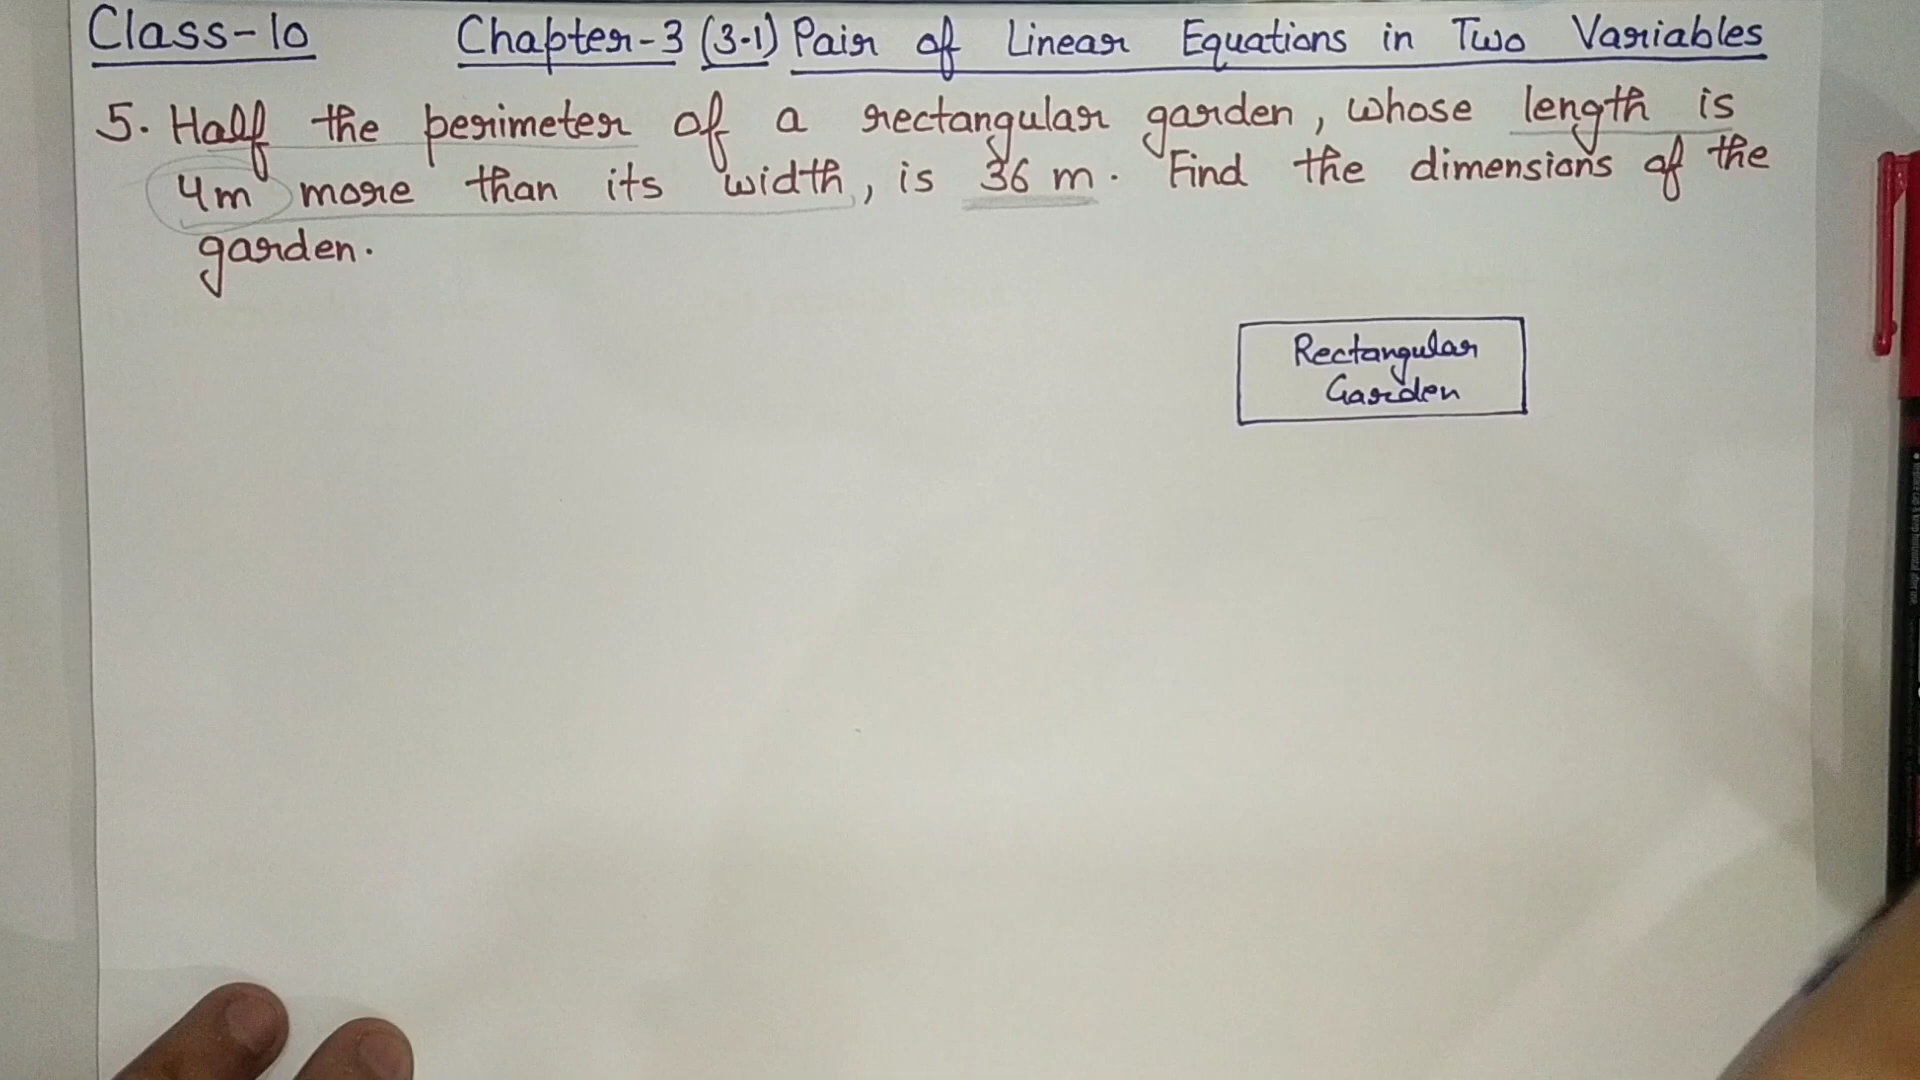 Class-10 Chapter-3 (3.1) Pair of Linear Equations in Two Variables
5. Half the perimeter of a rectangular garden, whose length is
4m more than its width, is 36 m. Find the dimensions of the
garden.
Rectangular
Garden